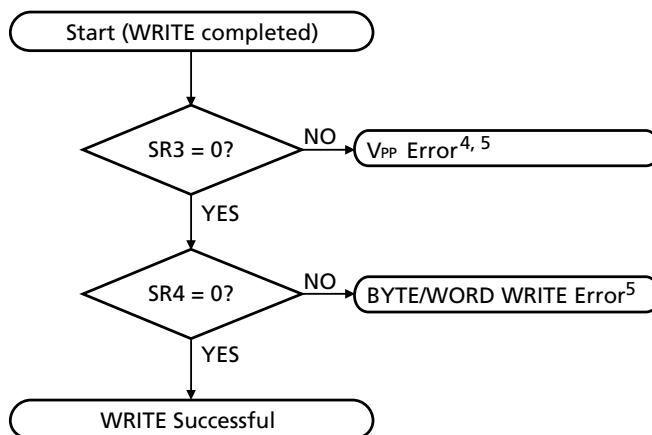 Start (WRITE completed)
SR3 = 0?
NO
VPP Error4, 5
YES
SR4 = 0?
NO
BYTE/WORD WRITE Error5
YES
WRITE Successful